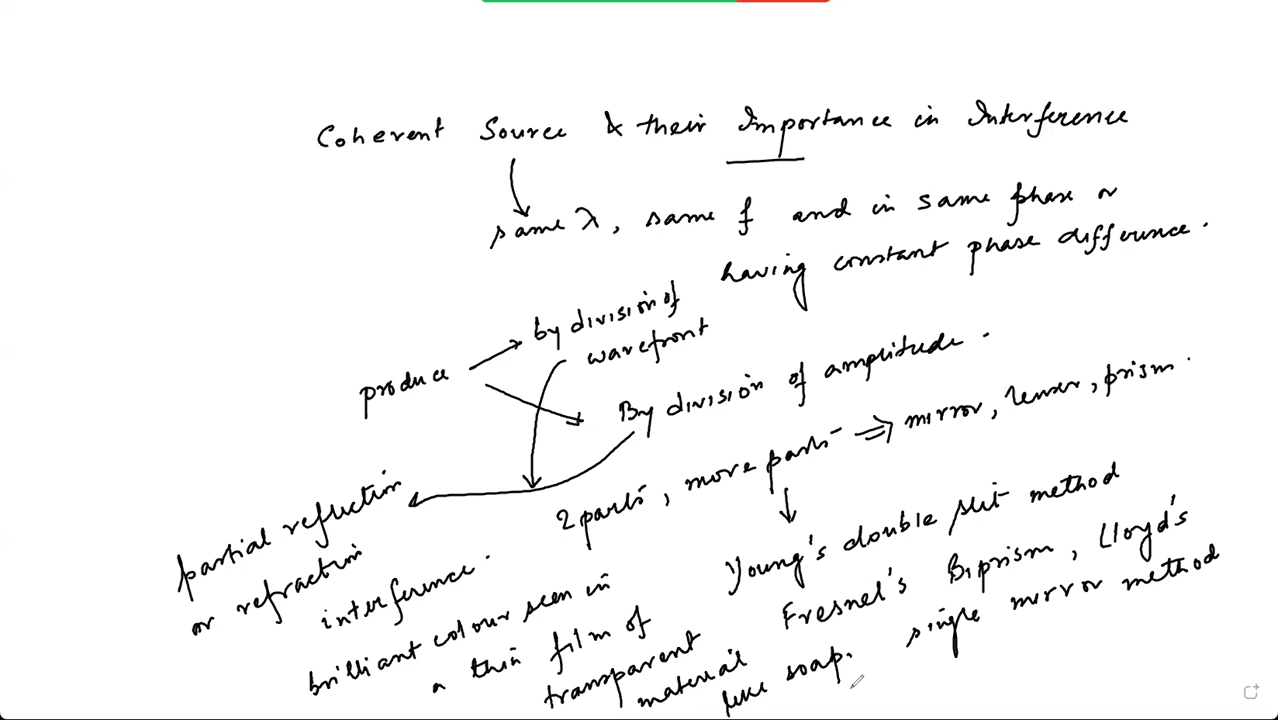 Coherent Source & their Importance in Interference
same λ, same f and in same phase or
having constant phase difference.
produce
by division of
wavefront
By division of amplitude.
2 parts, more parts ⇒ mirror, lenses, prism.
partial reflection
or refraction
interference.
brilliant colour seen in
a thin film of
transparent
material
like soap.
Young's double slit method
Fresnel's Biprism, Lloyd's
single mirror method